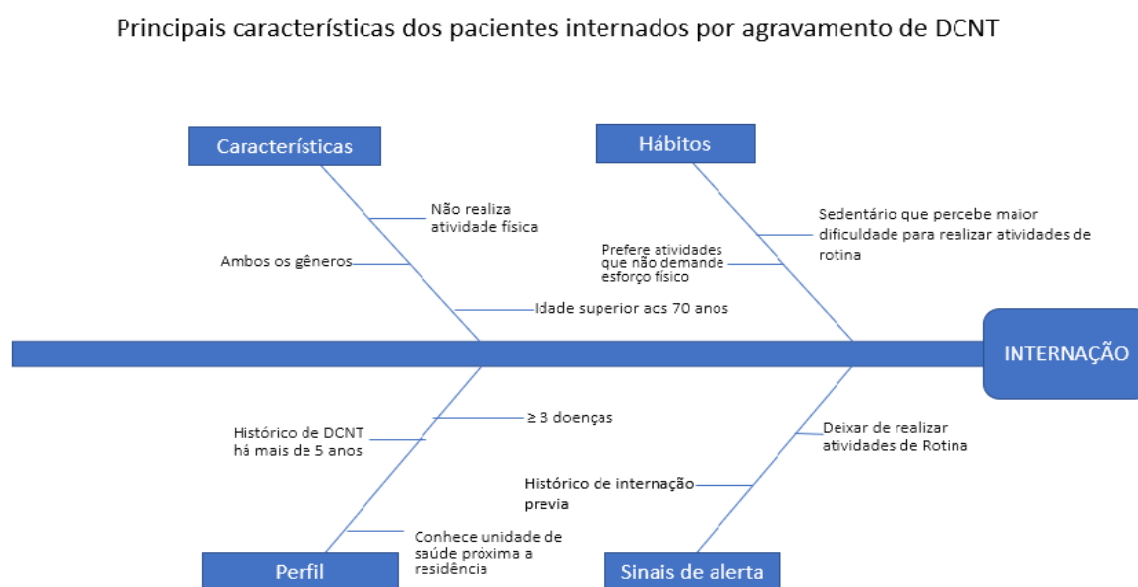 Principais características dos pacientes internados por agravamento de DCNT
Características
Hábitos
Não realiza
atividade física
Ambos os gêneros
Idade superior acs 70 anos
Sedentário que percebe maior
dificuldade para realizar atividades de
rotina
Prefere atividades
que não demande
esforço físico
INTERNAÇÃO
≥ 3 doenças
Histórico de DCNT
há mais de 5 anos
Conhece unidade de
saúde próxima a
residência
Deixar de realizar
atividades de Rotina
Histórico de internação
previa
Perfil
Sinais de alerta